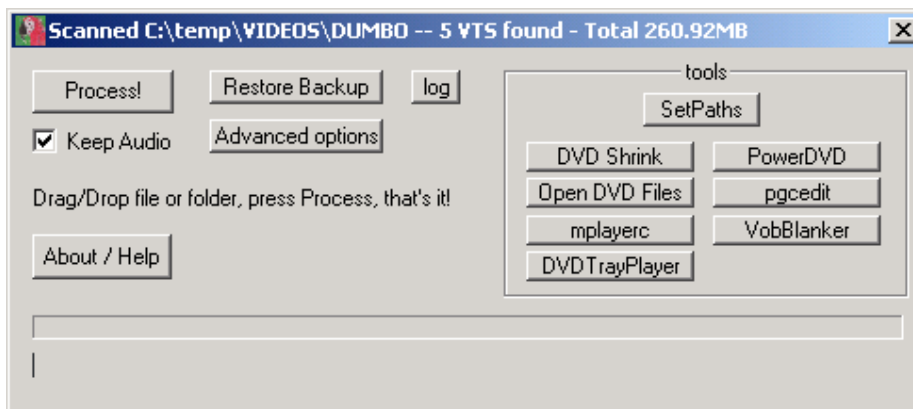 Scanned C:\temp\VIDEOS\DUMBO -- 5 VTS found - Total 260.92MB
Process!
Restore Backup
log
Keep Audio
Advanced options
Drag/Drop file or folder, press Process, that's it!
About / Help
tools
SetPaths
DVD Shrink
PowerDVD
Open DVD Files
pgcedit
mplayerc
VobBlanker
DVDTrayPlayer